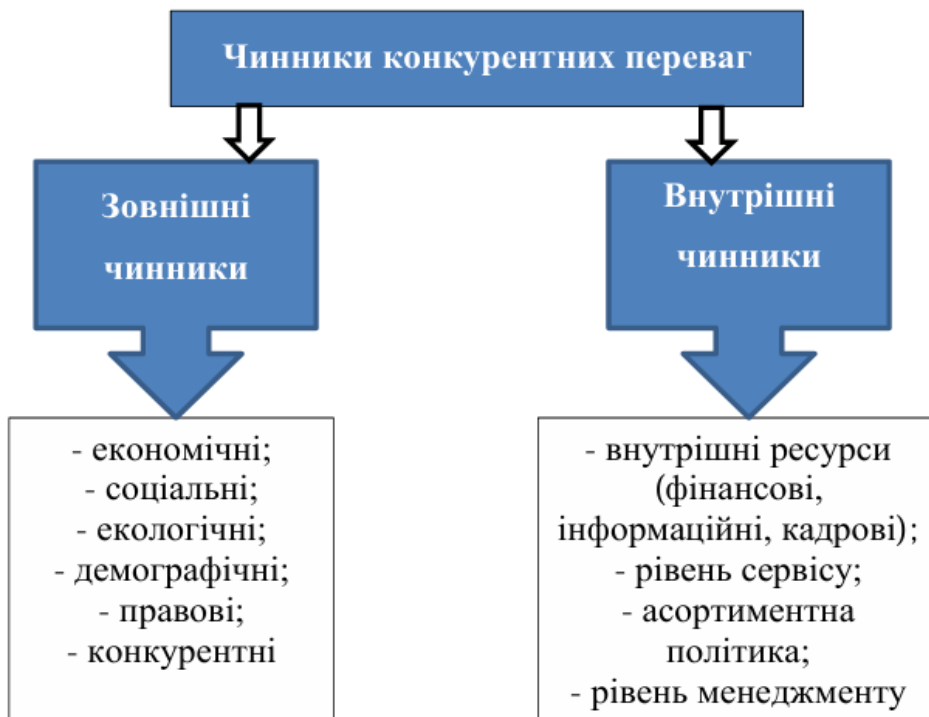 Чинники конкурентних переваг
Зовнішні
чинники
Внутрішні
чинники
- економічні;
- соціальні;
- екологічні;
- демографічні;
- правові;
- конкурентні
- внутрішні ресурси
(фінансові,
інформаційні, кадрові);
- рівень сервісу;
- асортиментна
політика;
- рівень менеджменту